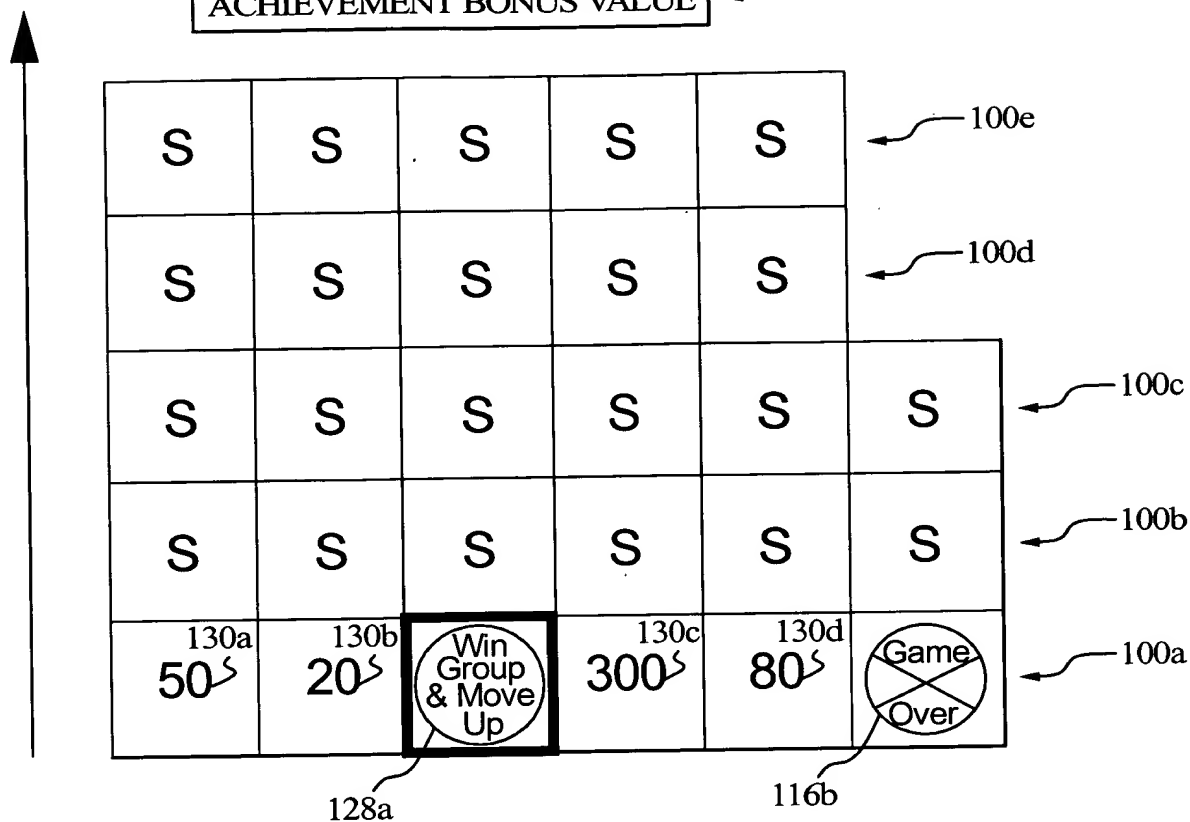 ACHIEVEMENT BONUS VALUE
S S S S S 100e
S S S S S 100d
S S S S S S 100c
S S S S S S 100b
130a 130b 130c 130d
50 20 Win Group & Move Up 300 80 Game Over 100a
128a 116b